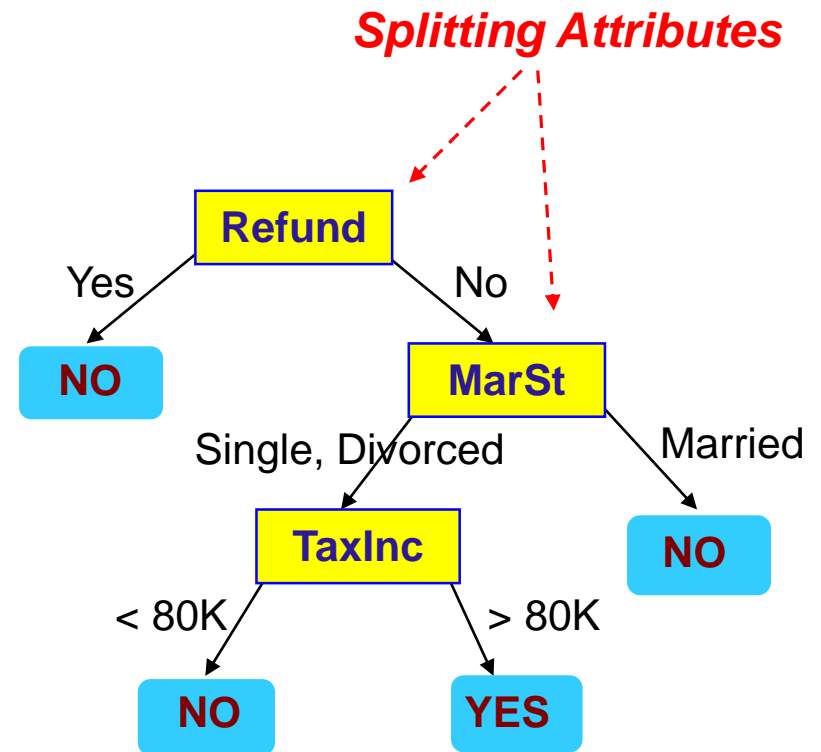 Splitting Attributes
Refund
Yes
No
NO
MarSt
Single, Divorced
Married
TaxInc
NO
< 80K
> 80K
NO
YES